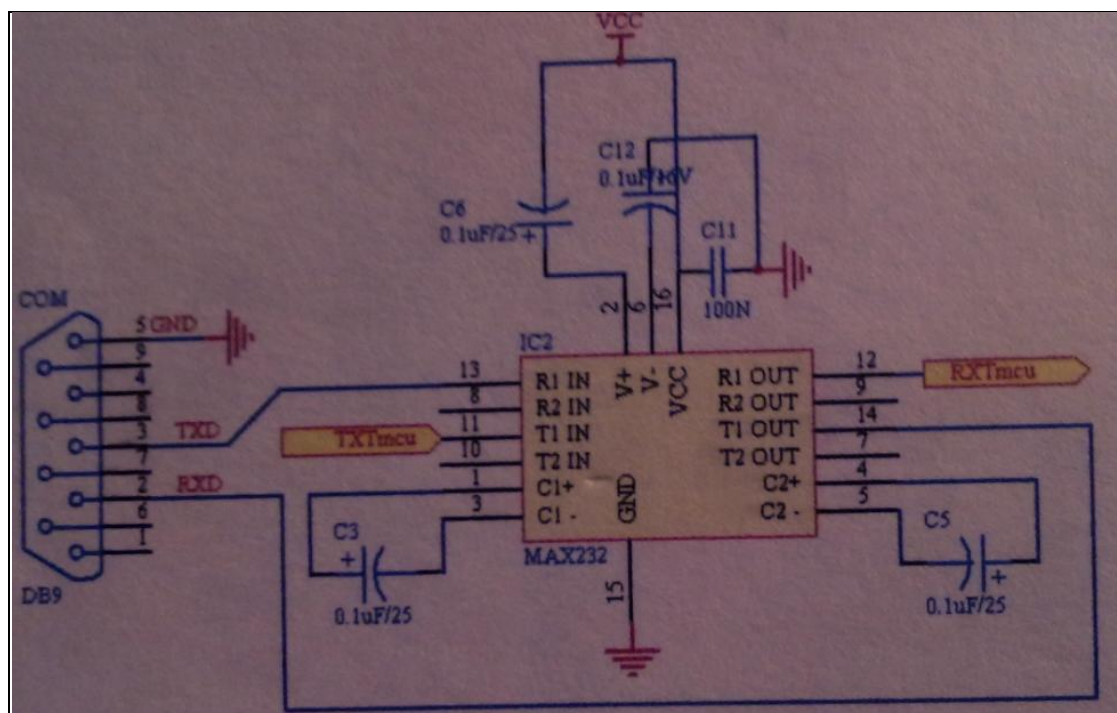 VCC
C12
0.1uF/16V
C6
0.1uF/25
+
C11
100N
2
6
16
COM
5
GND
9
4
8
3
TXD
7
2
RXD
6
1
DB9
IC2
13
R1 IN
8
R2 IN
TXTmcu
11
T1 IN
10
T2 IN
1
C1+
3
C1 -
V+
V-
VCC
GND
R1 OUT
12
RXTmcu
R2 OUT
9
T1 OUT
14
T2 OUT
7
C2+
4
C2 -
5
MAX232
15
C3
+
0.1uF/25
C5
+
0.1uF/25